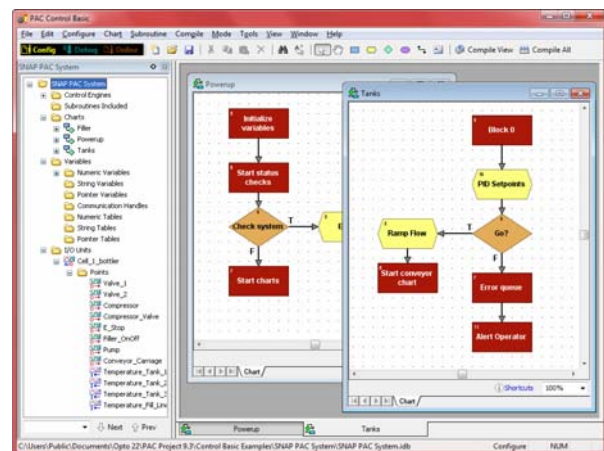 PAC Control Basic
File Edit Configure Chart Subroutine Compile Mode Tools View Window Help
Config Debug Online Compile View Compile All
SNAP PAC System
SNAP PAC System
Control Engines
Subroutines Included
Charts
Filler
Powerup
Tanks
Variables
Numeric Variables
String Variables
Pointer Variables
Communication Handles
Numeric Tables
String Tables
Pointer Tables
I/O Units
Cell_1_bottler
Points
Valve_1
Valve_2
Compressor
Compressor_Valve
E_Stop
Filler_OnOff
Pump
Conveyor_Carriage
Temperature_Tank_1
Temperature_Tank_2
Temperature_Tank_3
Temperature_Fill_Line
Next Prev
Powerup
Initialize variables
Start status checks
Check system
T
E
F
Start charts
Chart
Tanks
Block 0
PID Setpoints
Go?
T
Ramp Flow
F
Start conveyor chart
Error queue
Alert Operator
Shortcuts 100%
Chart
Powerup Tanks
C:\Users\Public\Documents\Opto 22\PAC Project 9.3\Control Basic Examples\SNAP PAC System\SNAP PAC System.idb Configure NUM